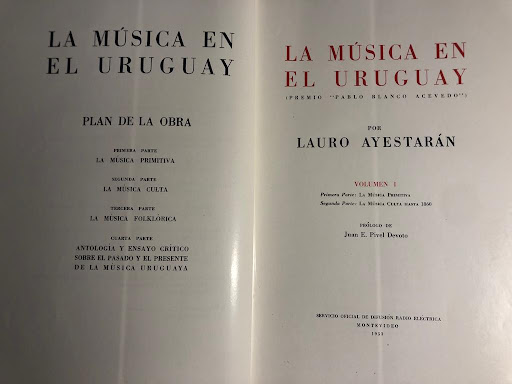 LA MÚSICA EN
EL URUGUAY
PLAN DE LA OBRA
PRIMERA PARTE
LA MÚSICA PRIMITIVA
SEGUNDA PARTE
LA MÚSICA CULTA
TERCERA PARTE
LA MÚSICA FOLKLÓRICA
CUARTA PARTE
ANTOLOGÍA Y ENSAYO CRÍTICO
SOBRE EL PASADO Y EL PRESENTE
DE LA MÚSICA URUGUAYA
LA MÚSICA EN
EL URUGUAY
(PREMIO "PABLO BLANCO ACEVEDO")
POR
LAURO AYESTARÁN
VOLUMEN I
Primera Parte: LA MÚSICA PRIMITIVA
Segunda Parte: LA MÚSICA CULTA HASTA 1860
PRÓLOGO DE
Juan E. Pivel Devoto
SERVICIO OFICIAL DE DIFUSIÓN RADIO ELÉCTRICA
MONTEVIDEO
1953